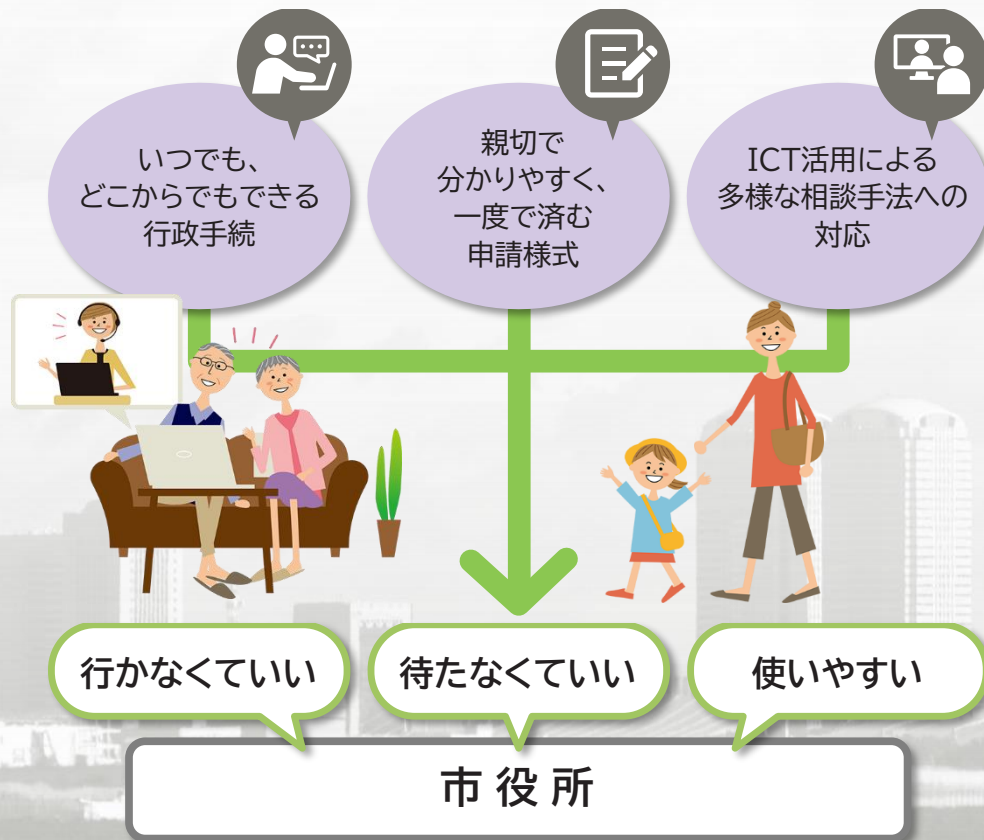 いつでも、
どこからでもできる
行政手続
親切で
分かりやすく、
一度で済む
申請様式
ICT活用による
多様な相談手法への
対応
行かなくていい
待たなくていい
使いやすい
市役所